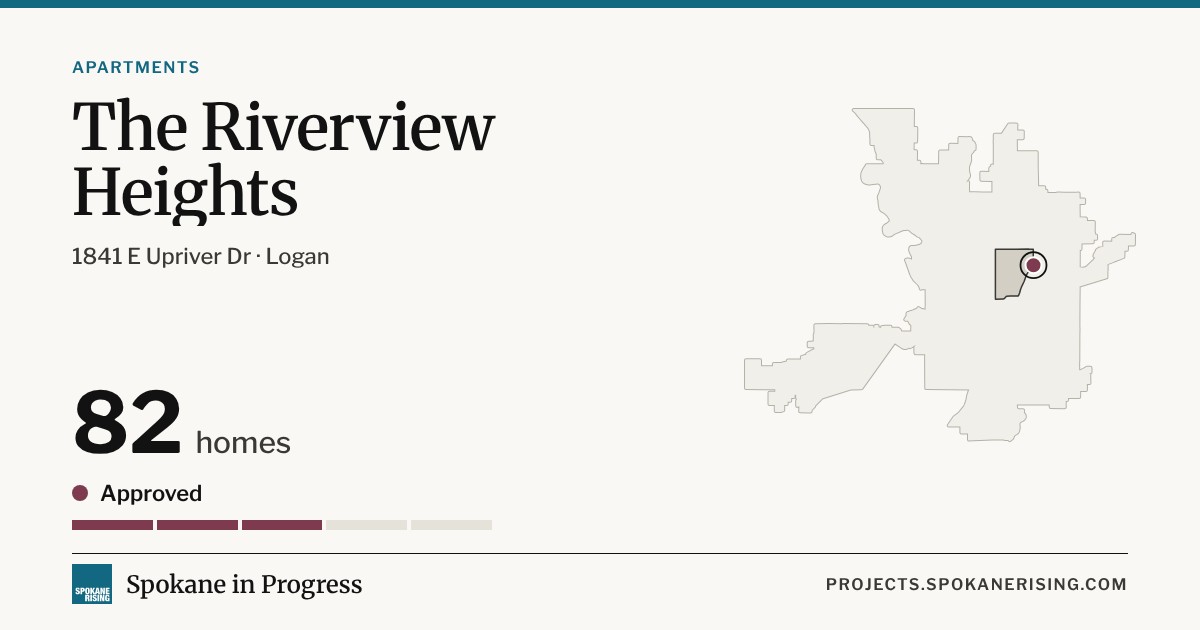 APARTMENTS
The Riverview
Heights
1841 E Upriver Dr · Logan
82 homes
Approved
SPOKANE
RISING
Spokane in Progress
PROJECTS.SPOKANERISING.COM